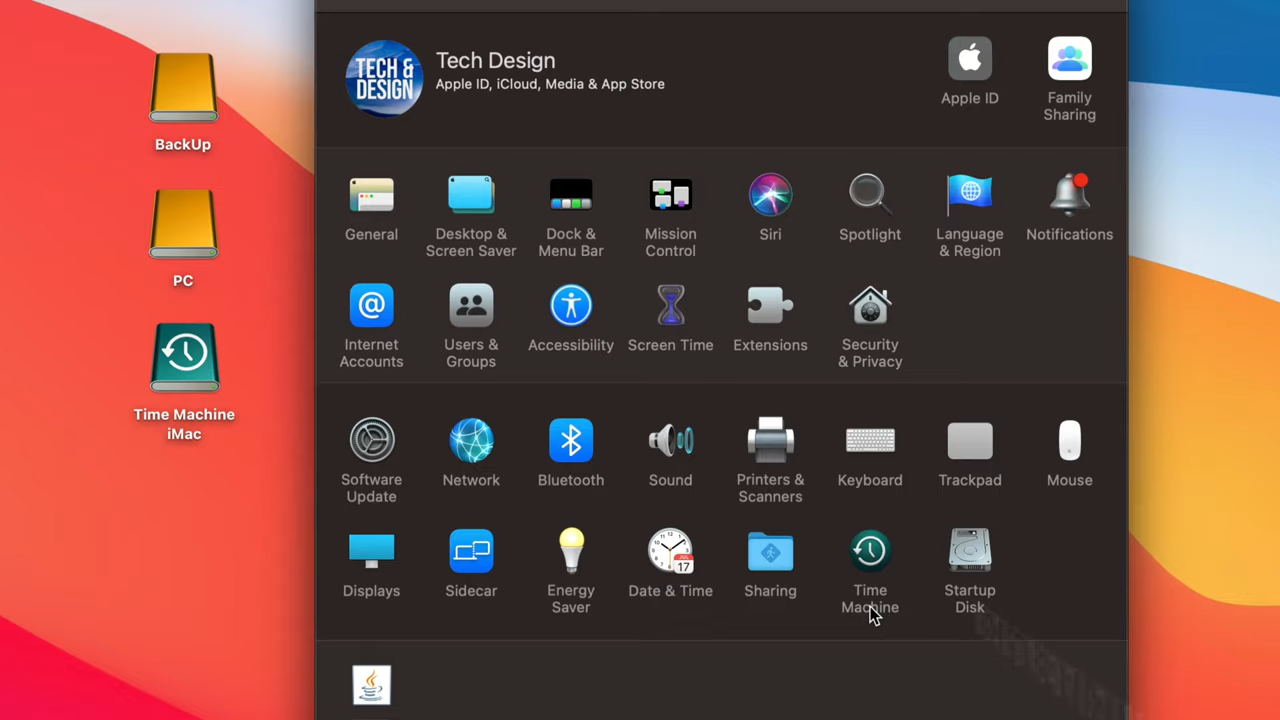 TECH &
DESIGN
Tech Design
Apple ID, iCloud, Media & App Store
Apple ID
Family
Sharing
BackUp
PC
Time Machine
iMac
General
Desktop &
Screen Saver
Dock &
Menu Bar
Mission
Control
Siri
Spotlight
Language
& Region
Notifications
@
Internet
Accounts
Users &
Groups
Accessibility
Screen Time
Extensions
Security
& Privacy
Software
Update
Network
Bluetooth
Sound
Printers &
Scanners
Keyboard
Trackpad
Mouse
Displays
Sidecar
Energy
Saver
JUL
17
Date & Time
Sharing
Time
Machine
Startup
Disk